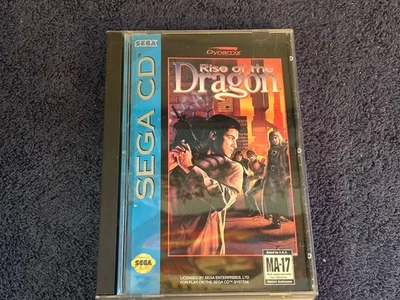 SEGA
SEGA CD
DYNAMIX
Rise of the
Dragon
SEGA
LICENSED BY SEGA ENTERPRISES, LTD.
FOR PLAY ON THE SEGA CD™ SYSTEM.
MA-17